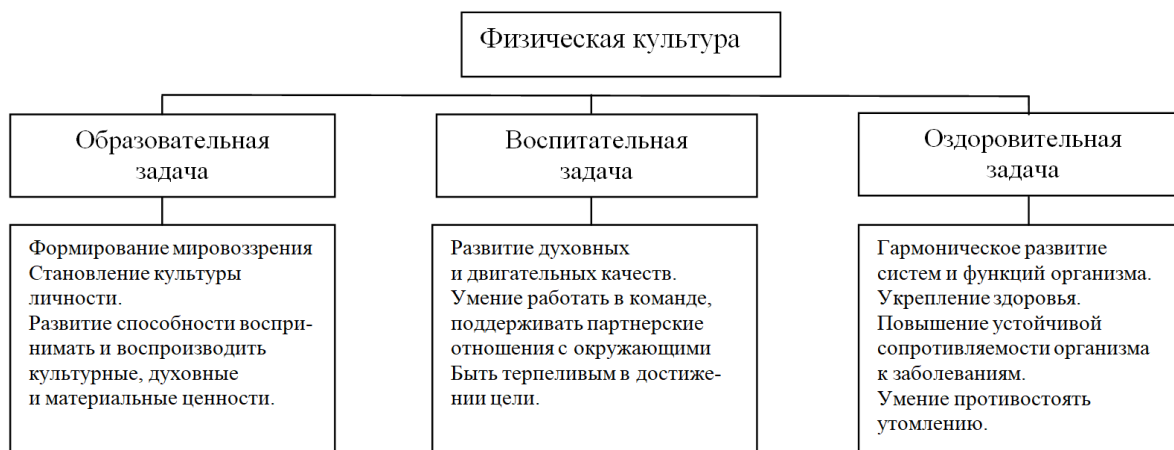 Физическая культура
Образовательная
задача
Воспитательная
задача
Оздоровительная
задача
Формирование мировоззрения
Становление культуры
личности.
Развитие способности воспри-
нимать и воспроизводить
культурные, духовные
и материальные ценности.
Развитие духовных
и двигательных качеств.
Умение работать в команде,
поддерживать партнерские
отношения с окружающими
Быть терпеливым в достиже-
нии цели.
Гармоническое развитие
систем и функций организма.
Укрепление здоровья.
Повышение устойчивой
сопротивляемости организма
к заболеваниям.
Умение противостоять
утомлению.